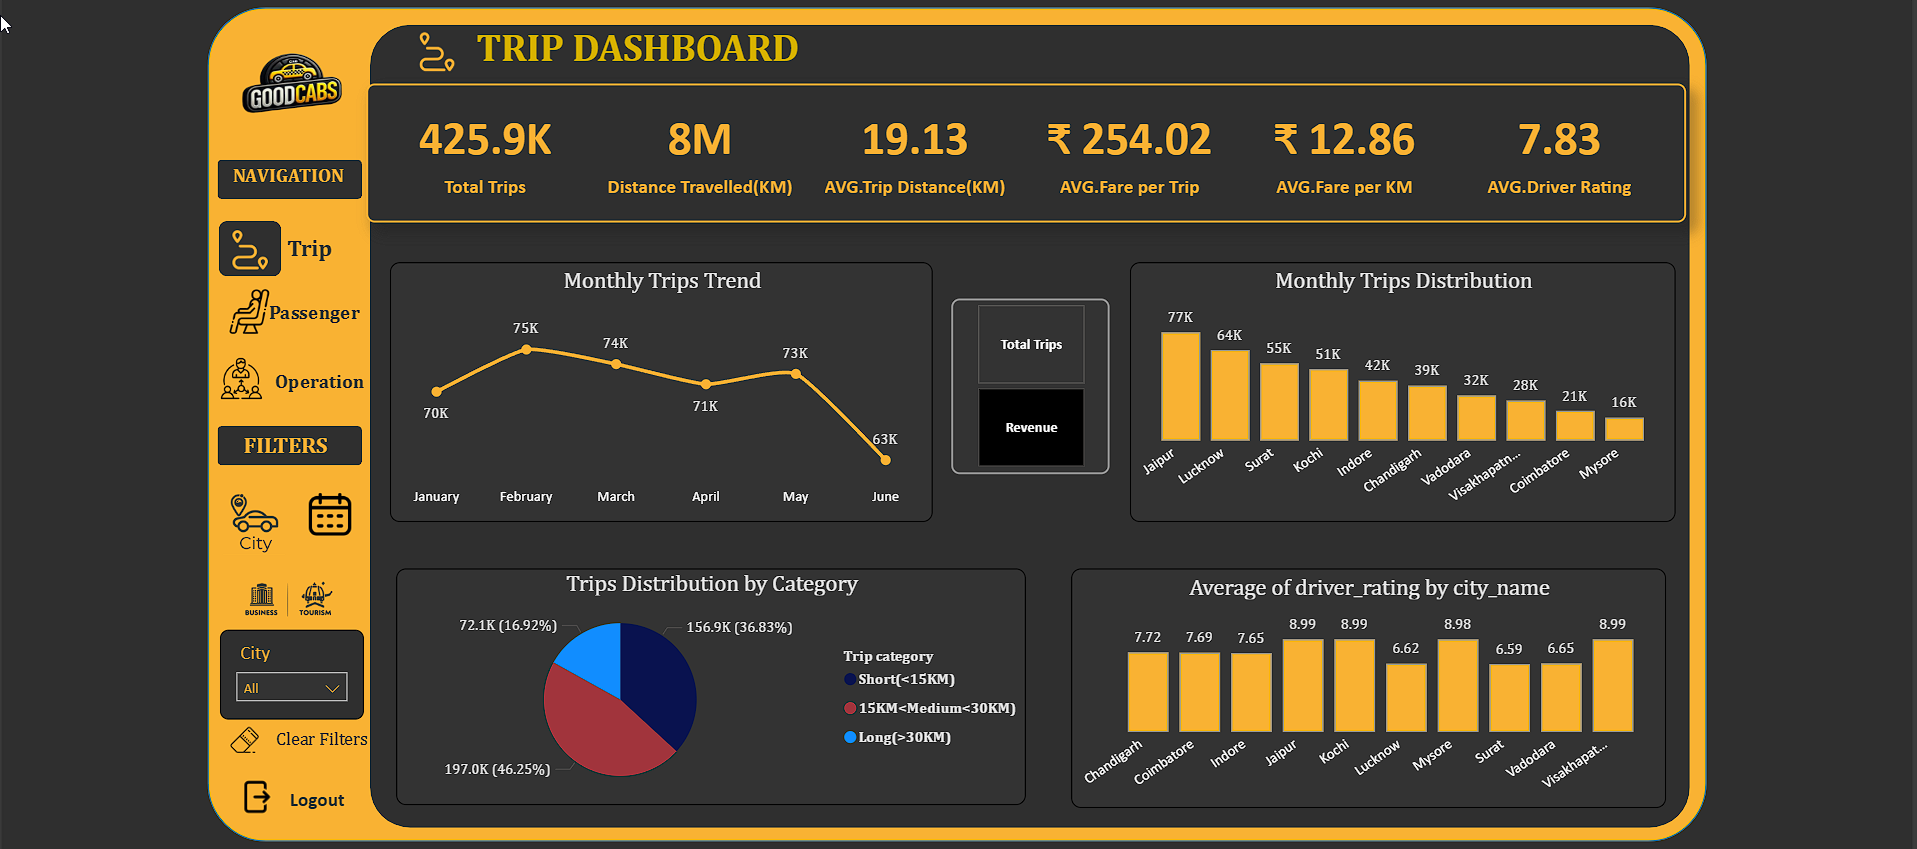 TRIP DASHBOARD
GOODCABS
425.9K
Total Trips
8M
Distance Travelled(KM)
19.13
AVG.Trip Distance(KM)
₹ 254.02
AVG.Fare per Trip
₹ 12.86
AVG.Fare per KM
7.83
AVG.Driver Rating
NAVIGATION
Trip
Passenger
Operation
FILTERS
City
BUSINESS
TOURISM
City
All
Clear Filters
Logout
Monthly Trips Trend
70K
75K
74K
71K
73K
63K
January
February
March
April
May
June
Total Trips
Revenue
Monthly Trips Distribution
77K
64K
55K
51K
42K
39K
32K
28K
21K
16K
Jaipur
Lucknow
Surat
Kochi
Indore
Chandigarh
Vadodara
Visakhapatn...
Coimbatore
Mysore
Trips Distribution by Category
72.1K (16.92%)
156.9K (36.83%)
197.0K (46.25%)
Trip category
Short(<15KM)
15KM<Medium<30KM)
Long(>30KM)
Average of driver_rating by city_name
7.72
7.69
7.65
8.99
8.99
6.62
8.98
6.59
6.65
8.99
Chandigarh
Coimbatore
Indore
Jaipur
Kochi
Lucknow
Mysore
Surat
Vadodara
Visakhapat...